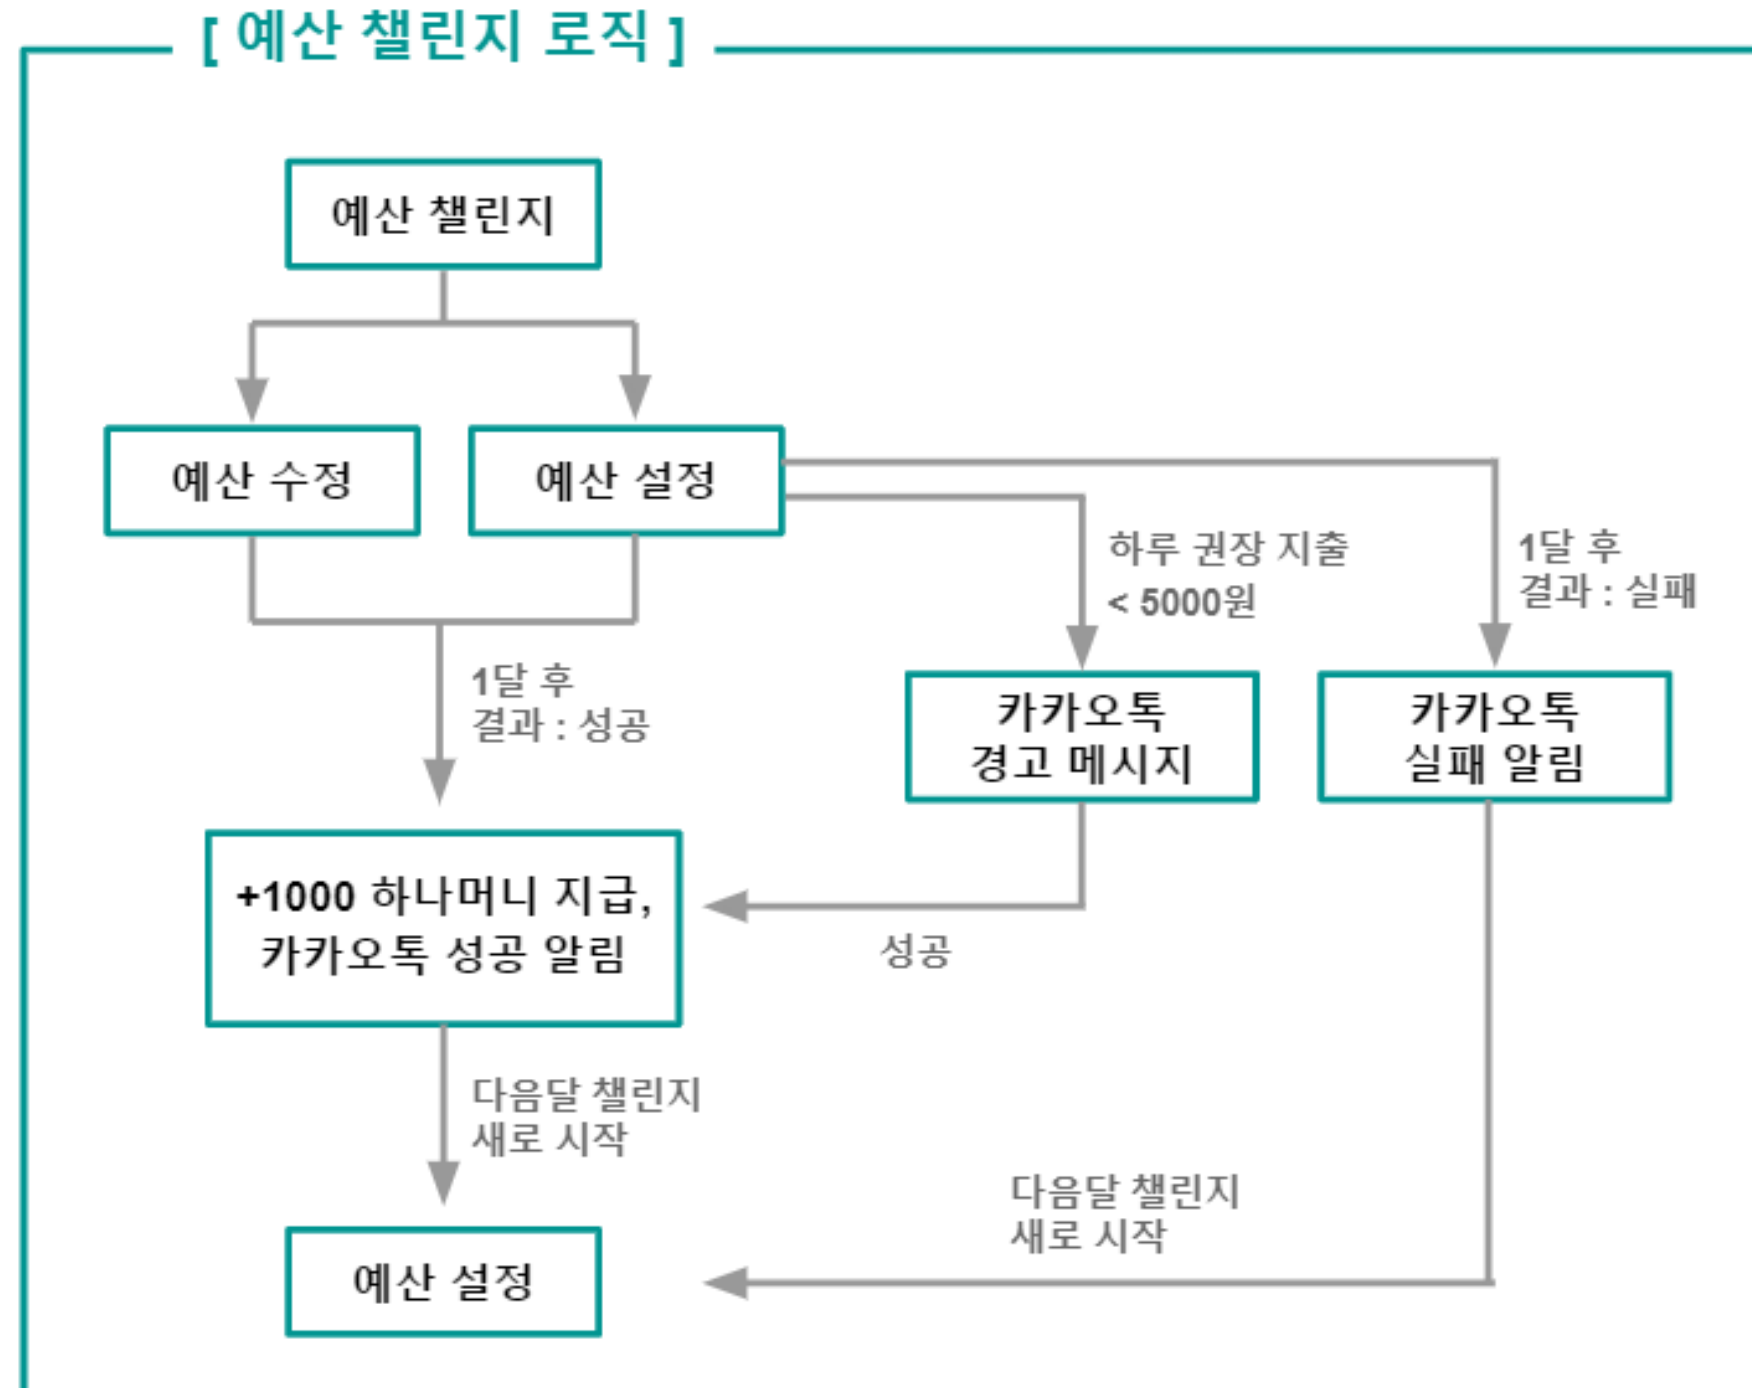 [ 예산 챌린지 로직 ]
예산 챌린지
예산 수정
예산 설정
하루 권장 지출
< 5000원
1달 후
결과 : 실패
1달 후
결과 : 성공
카카오톡
경고 메시지
카카오톡
실패 알림
+1000 하나머니 지급,
카카오톡 성공 알림
성공
다음달 챌린지
새로 시작
다음달 챌린지
새로 시작
예산 설정